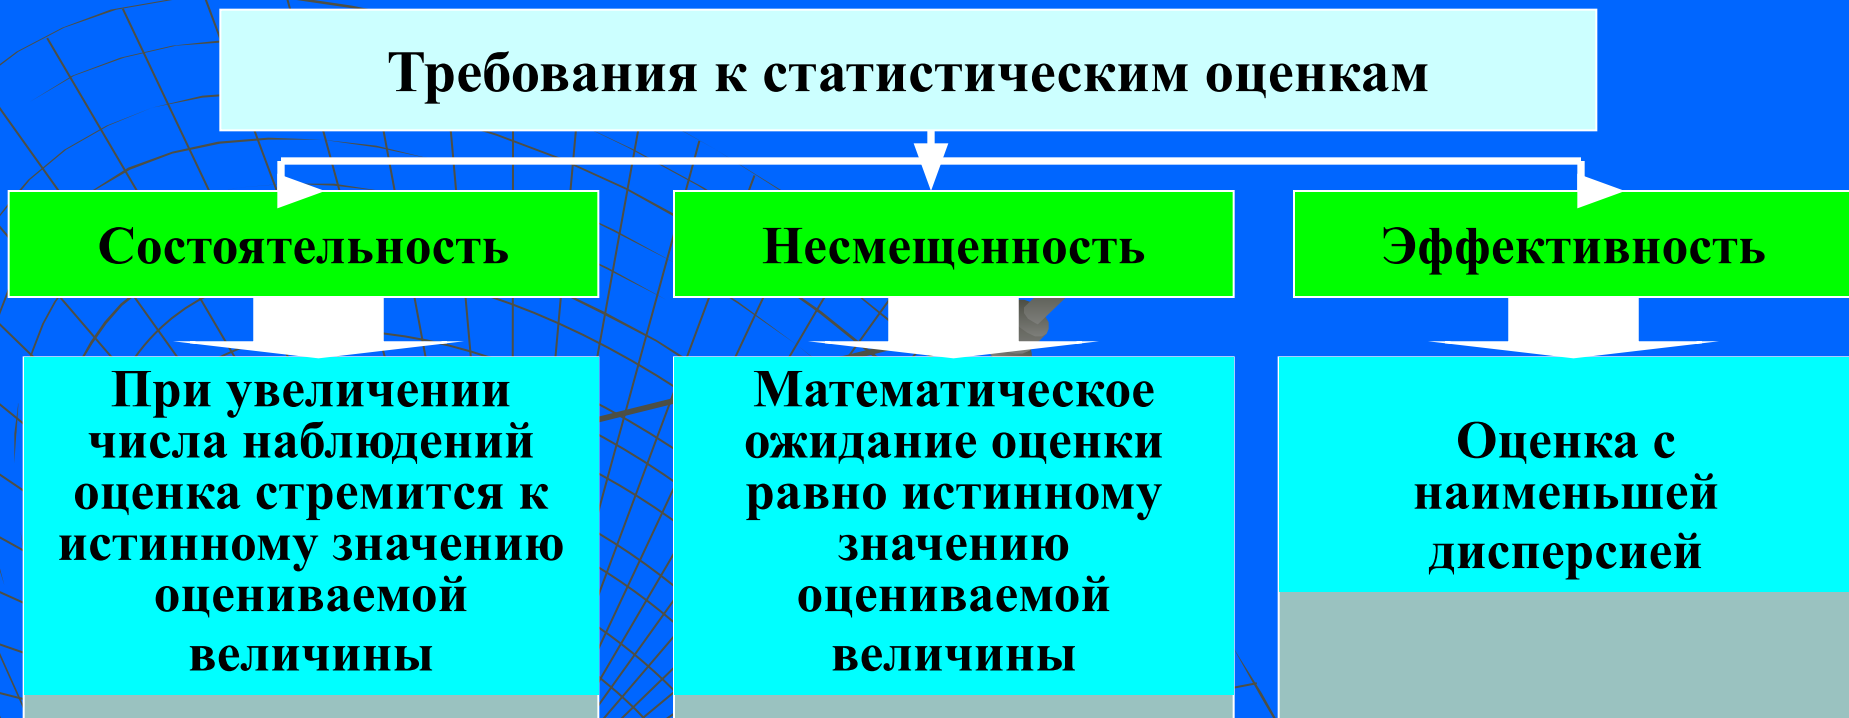 Требования к статистическим оценкам
Состоятельность
Несмещенность
Эффективность
При увеличении
числа наблюдений
оценка стремится к
истинному значению
оцениваемой
величины
Математическое
ожидание оценки
равно истинному
значению
оцениваемой
величины
Оценка с
наименьшей
дисперсией